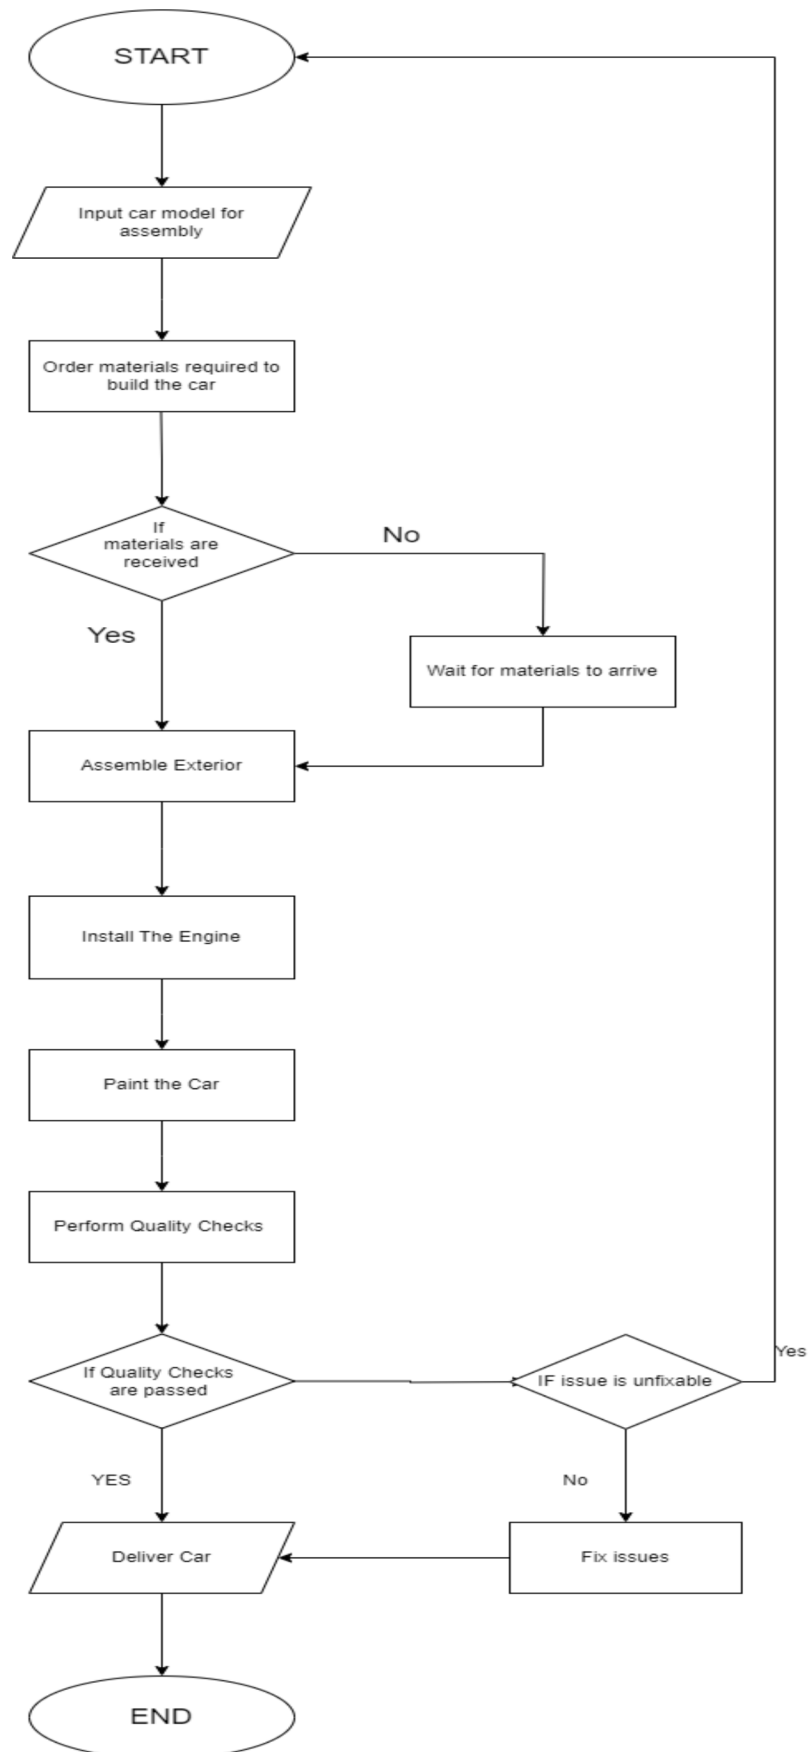 START
Input car model for
assembly
Order materials required to
build the car
If
materials are
received
No
Yes
Wait for materials to arrive
Assemble Exterior
Install The Engine
Paint the Car
Perform Quality Checks
If Quality Checks
are passed
IF issue is unfixable
Yes
YES
No
Deliver Car
Fix issues
END